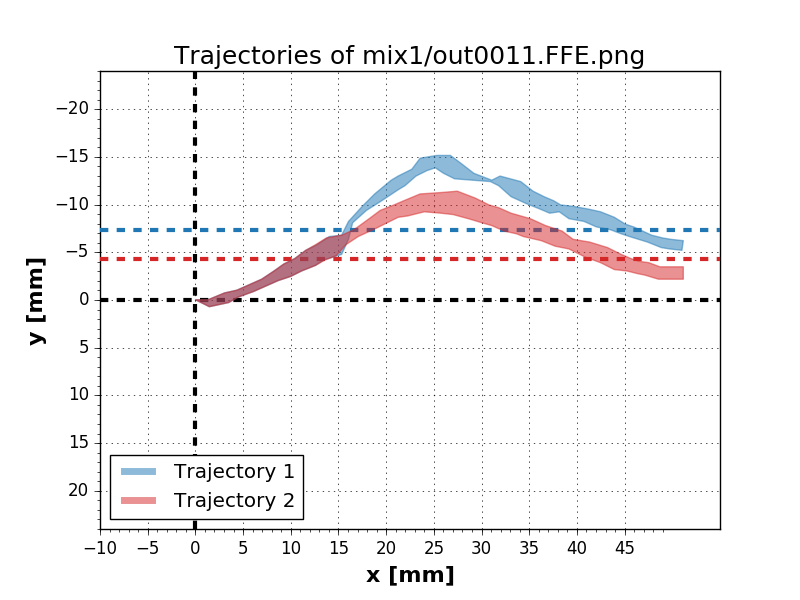 Trajectories of mix1/out0011.FFE.png
−20
−15
−10
−5
0
5
10
15
20
y [mm]
Trajectory 1
Trajectory 2
−10 −5 0 5 10 15 20 25 30 35 40 45
x [mm]